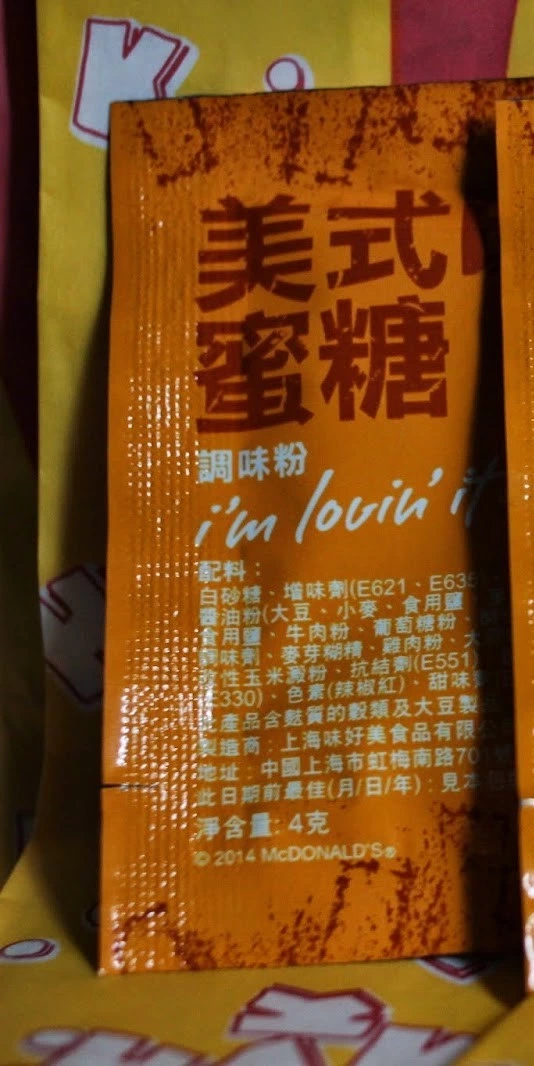 美式
蜜糖
調味粉
i'm lovin' it
配料：
白砂糖、增味劑(E621、E635
醬油粉(大豆、小麥、食用鹽
食用鹽、牛肉粉、葡萄糖粉、
調味劑、麥芽糊精、雞肉粉、大
改性玉米澱粉、抗結劑(E551)
E330)、色素(辣椒紅)、甜味
產品含麩質的穀類及大豆製
製造商：上海味好美食品有限公
地址：中國上海市虹梅南路70
此日期前最佳(月/日/年)：見本
淨含量: 4克
© 2014 McDONALD'S®